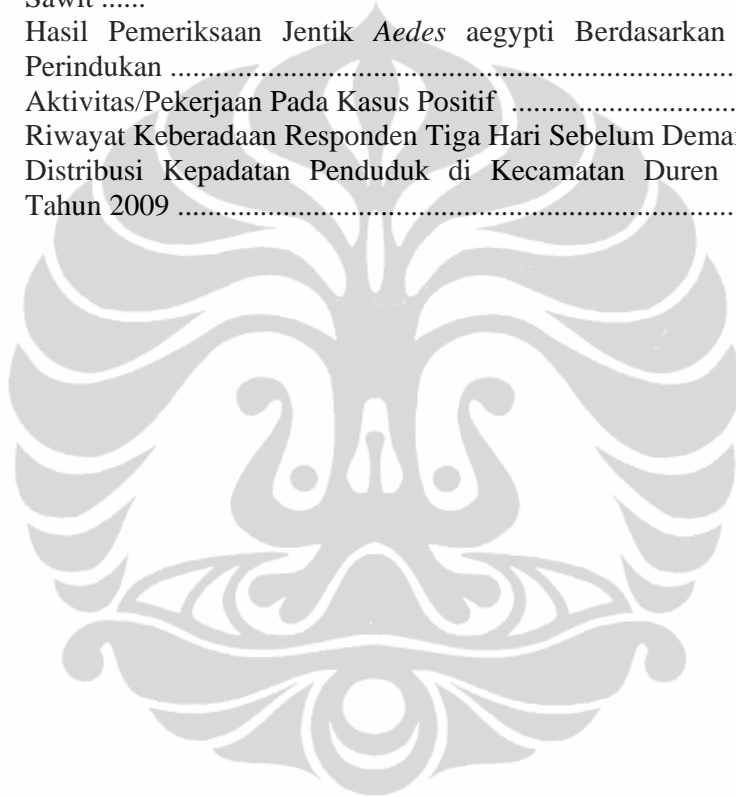 Sawit ......
Hasil Pemeriksaan Jentik Aedes aegypti Berdasarkan
Perindukan ................................................................................
Aktivitas/Pekerjaan Pada Kasus Positif ..................................
Riwayat Keberadaan Responden Tiga Hari Sebelum Demam
Distribusi Kepadatan Penduduk di Kecamatan Duren
Tahun 2009 ..............................................................................